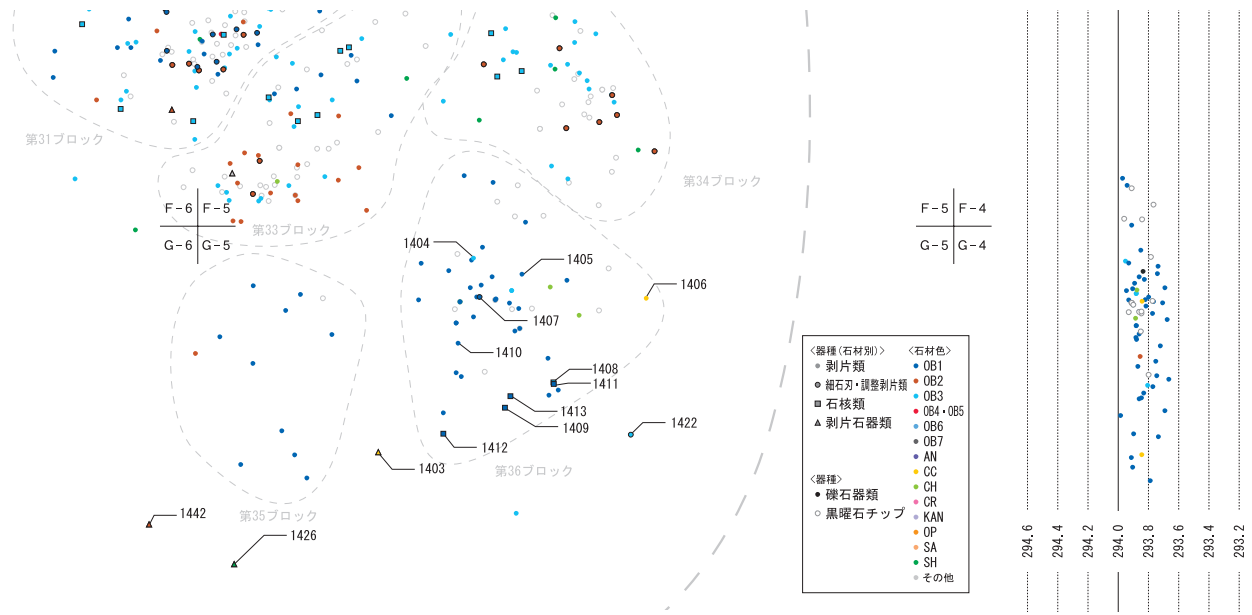 第31ブロック
第34ブロック
F-6 F-5
G-6 G-5
第33ブロック
F-5 F-4
G-5 G-4
1404
1405
1406
1407
1410
1408
1411
1413
1409
1422
1412
第36ブロック
1403
1442
第35ブロック
1426
〈器種(石材別)〉
剥片類
細石刃・調整剥片類
石核類
剥片石器類
〈器種〉
礫石器類
黒曜石チップ
〈石材色〉
OB1
OB2
OB3
OB4・OB5
OB6
OB7
AN
CC
CH
CR
KAN
OP
SA
SH
その他
294.6
294.4
294.2
294.0
293.8
293.6
293.4
293.2